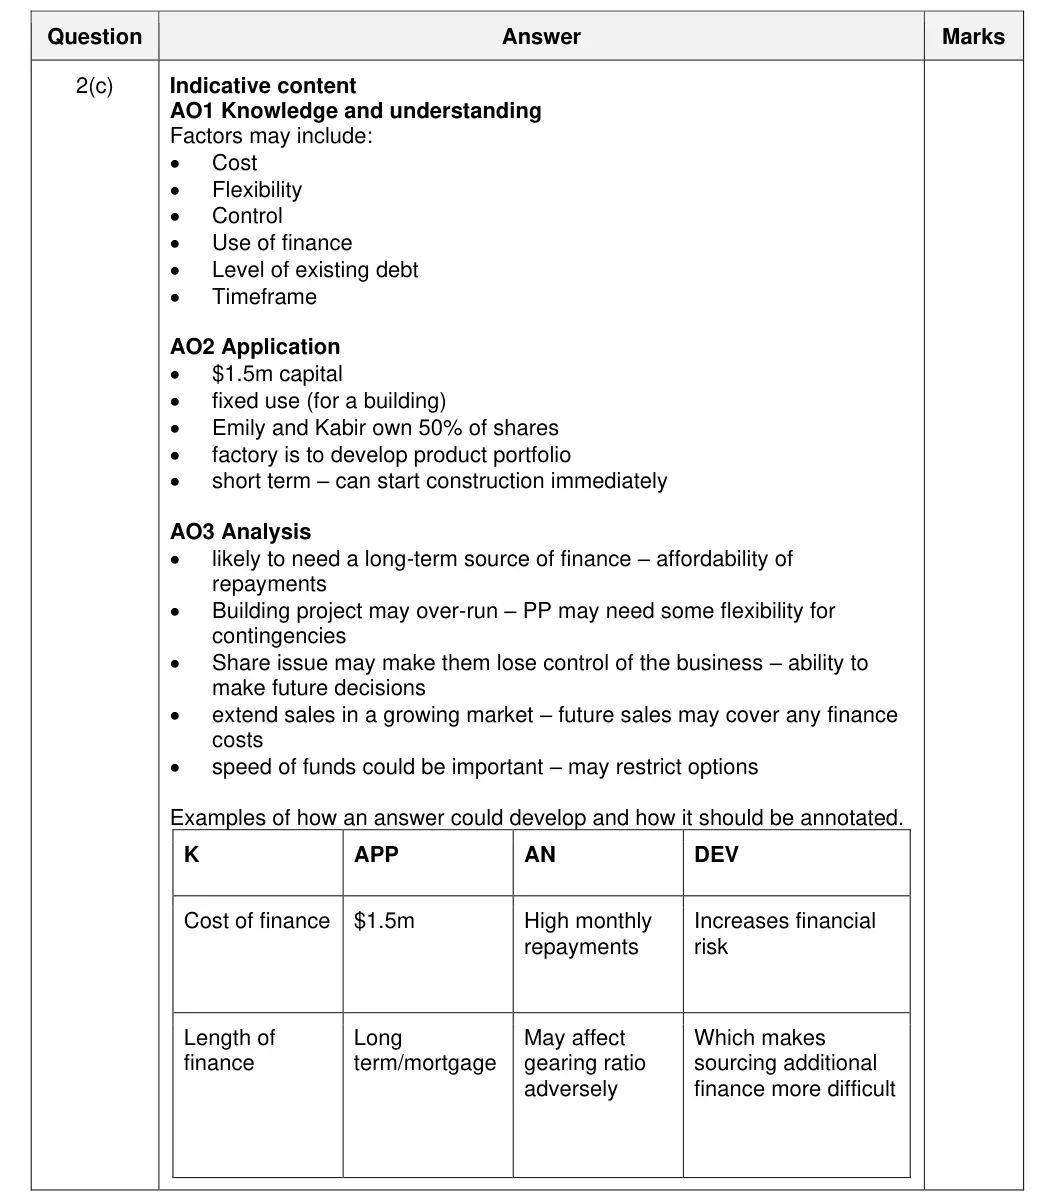 Question Answer Marks
2(c)
Indicative content
AO1 Knowledge and understanding
Factors may include:
• Cost
• Flexibility
• Control
• Use of finance
• Level of existing debt
• Timeframe
AO2 Application
• $1.5m capital
• fixed use (for a building)
• Emily and Kabir own 50% of shares
• factory is to develop product portfolio
• short term – can start construction immediately
AO3 Analysis
• likely to need a long-term source of finance – affordability of
repayments
• Building project may over-run – PP may need some flexibility for
contingencies
• Share issue may make them lose control of the business – ability to
make future decisions
• extend sales in a growing market – future sales may cover any finance
costs
• speed of funds could be important – may restrict options
Examples of how an answer could develop and how it should be annotated.
K APP AN DEV
Cost of finance $1.5m High monthly Increases financial
repayments risk
Length of Long May affect Which makes
finance term/mortgage gearing ratio sourcing additional
adversely finance more difficult